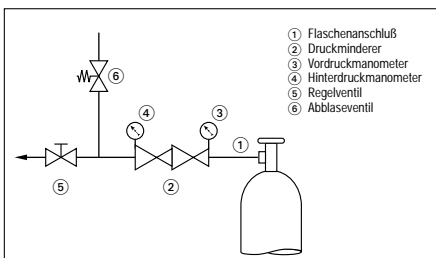 ① Flaschenanschluß
② Druckminderer
③ Vordruckmanometer
④ Hinterdruckmanometer
⑤ Regelventil
⑥ Abblaseventil
⑥
④ ③
①
⑤ ②